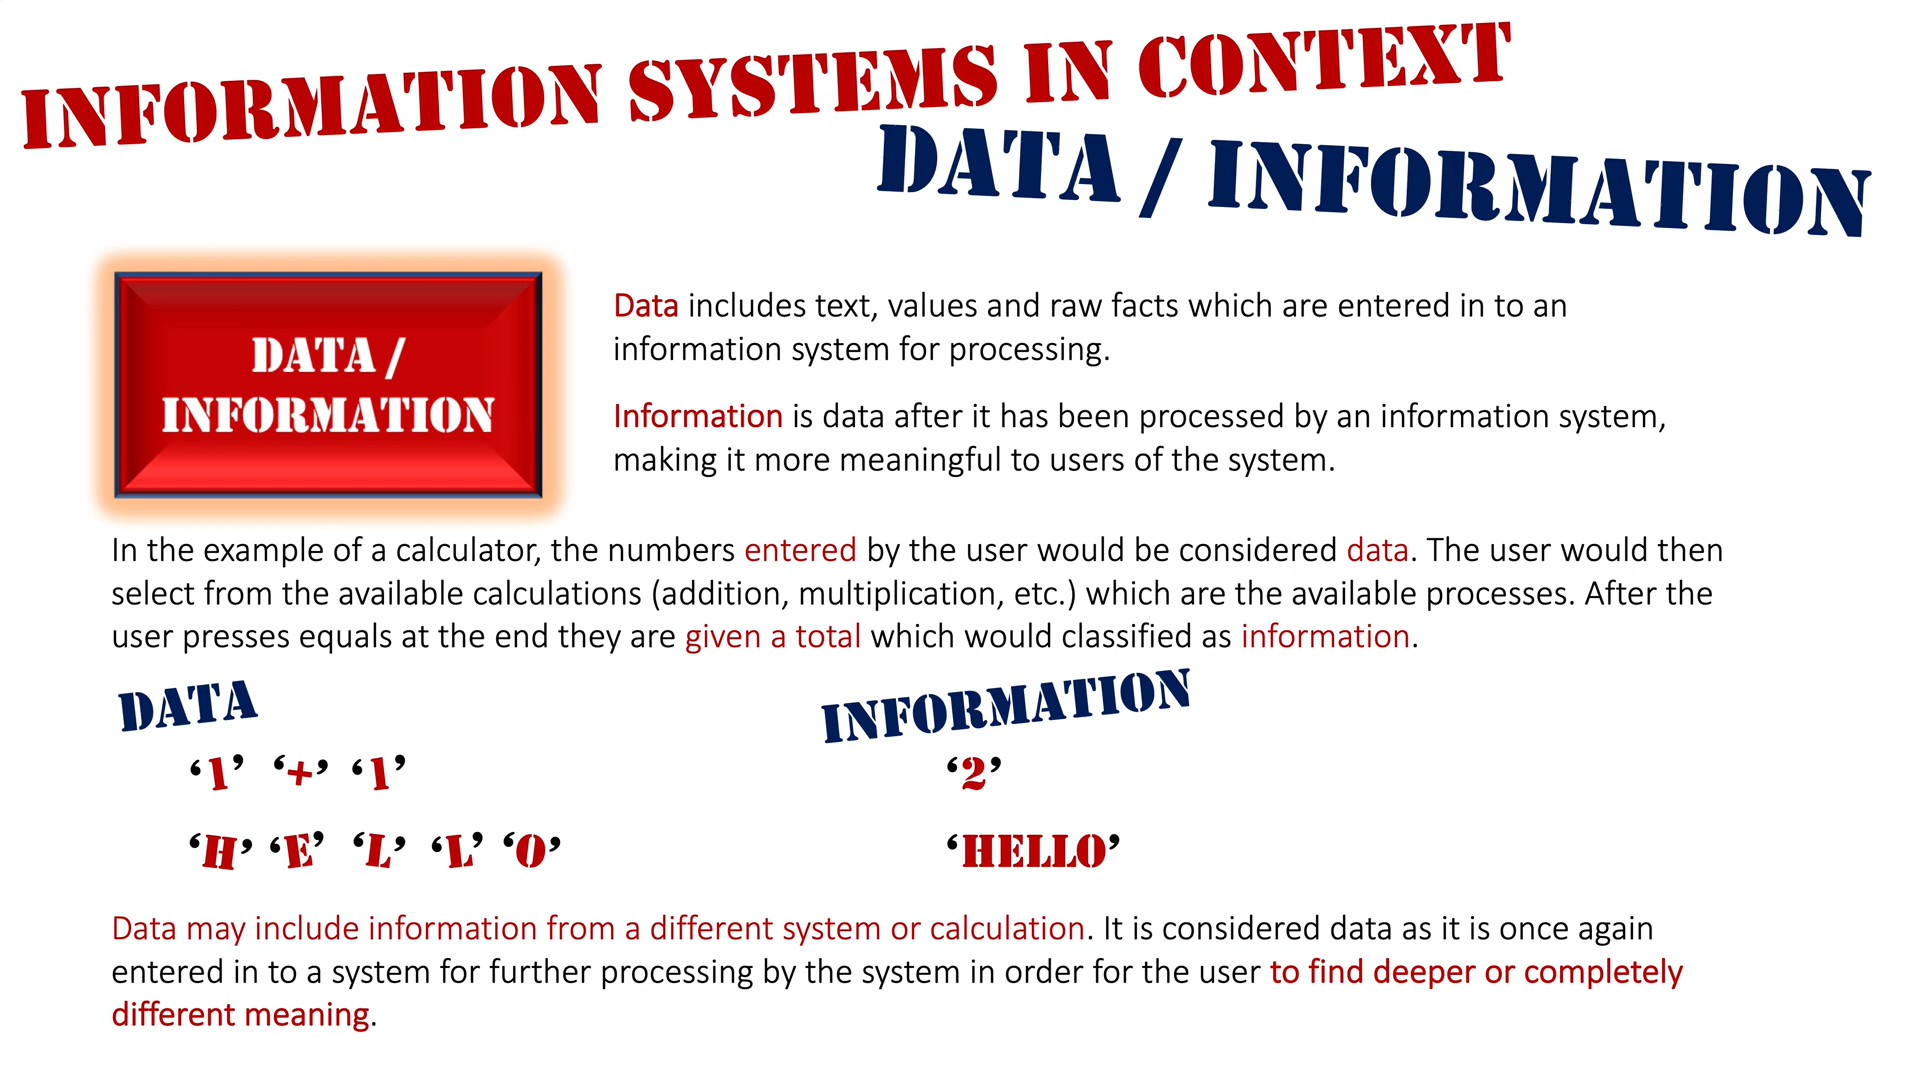 INFORMATION SYSTEMS IN CONTEXT
DATA / INFORMATION
DATA /
INFORMATION
Data includes text, values and raw facts which are entered in to an
information system for processing.
Information is data after it has been processed by an information system,
making it more meaningful to users of the system.
In the example of a calculator, the numbers entered by the user would be considered data. The user would then
select from the available calculations (addition, multiplication, etc.) which are the available processes. After the
user presses equals at the end they are given a total which would classified as information.
DATA
INFORMATION
‘1’ ‘+’ ‘1’
‘2’
‘H’ ‘E’ ‘L’ ‘L’ ‘O’
‘HELLO’
Data may include information from a different system or calculation. It is considered data as it is once again
entered in to a system for further processing by the system in order for the user to find deeper or completely
different meaning.